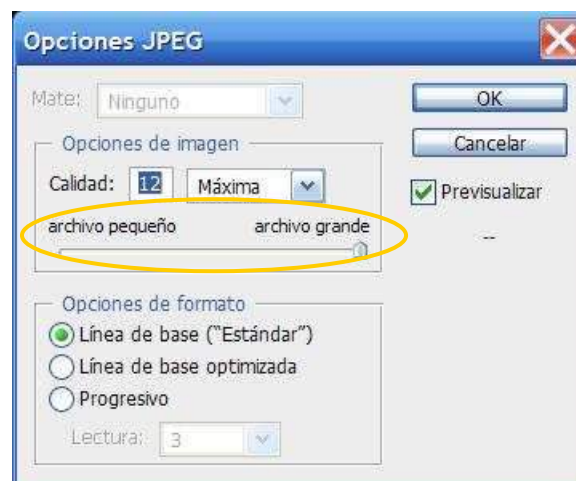 Opciones JPEG
Mate: Ninguno
OK
Opciones de imagen
Cancelar
Calidad: 12 Máxima
Previsualizar
archivo pequeño archivo grande
--
Opciones de formato
Línea de base (“Estándar”)
Línea de base optimizada
Progresivo
Lectura: 3